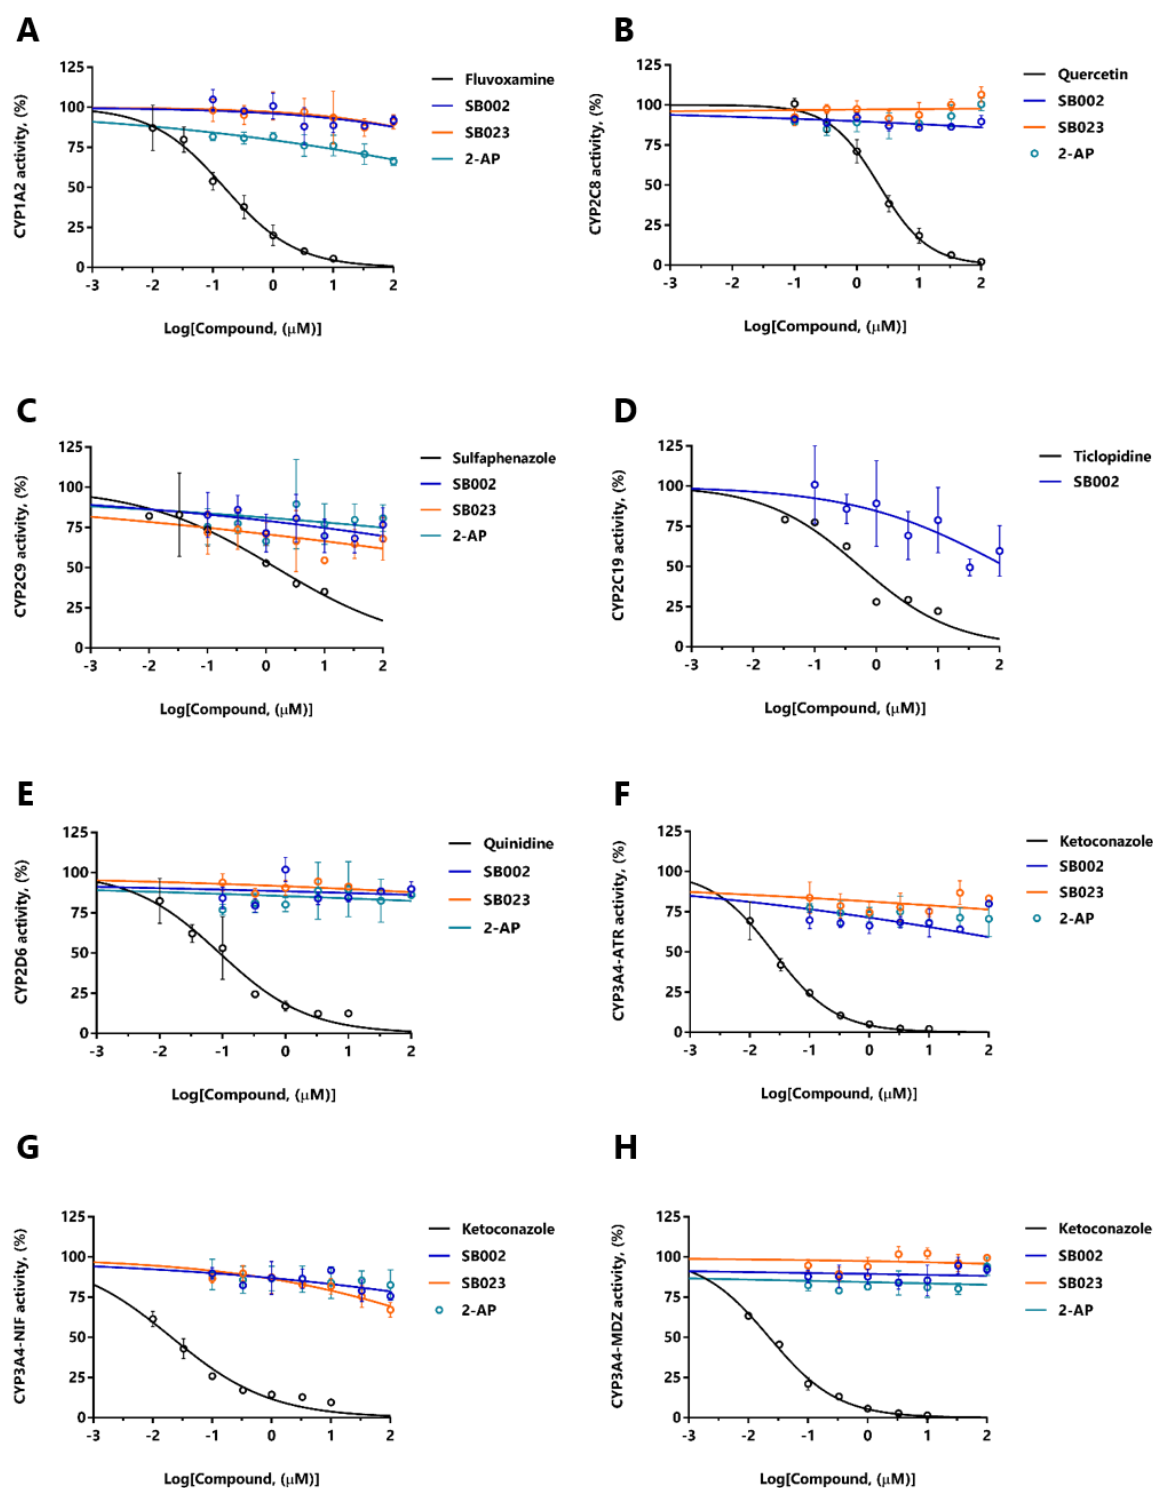 A
CYP1A2 activity, (%)
125
100
75
50
25
0
-3 -2 -1 0 1 2
Log[Compound, (μM)]
Fluvoxamine
SB002
SB023
2-AP
B
CYP2C8 activity, (%)
125
100
75
50
25
0
-3 -2 -1 0 1 2
Log[Compound, (μM)]
Quercetin
SB002
SB023
2-AP
C
CYP2C9 activity, (%)
125
100
75
50
25
0
-3 -2 -1 0 1 2
Log[Compound, (μM)]
Sulfaphenazole
SB002
SB023
2-AP
D
CYP2C19 activity, (%)
125
100
75
50
25
0
-3 -2 -1 0 1 2
Log[Compound, (μM)]
Ticlopidine
SB002
E
CYP2D6 activity, (%)
125
100
75
50
25
0
-3 -2 -1 0 1 2
Log[Compound, (μM)]
Quinidine
SB002
SB023
2-AP
F
CYP3A4-ATR activity, (%)
125
100
75
50
25
0
-3 -2 -1 0 1 2
Log[Compound, (μM)]
Ketoconazole
SB002
SB023
2-AP
G
CYP3A4-NIF activity, (%)
125
100
75
50
25
0
-3 -2 -1 0 1 2
Log[Compound, (μM)]
Ketoconazole
SB002
SB023
2-AP
H
CYP3A4-MDZ activity, (%)
125
100
75
50
25
0
-3 -2 -1 0 1 2
Log[Compound, (μM)]
Ketoconazole
SB002
SB023
2-AP